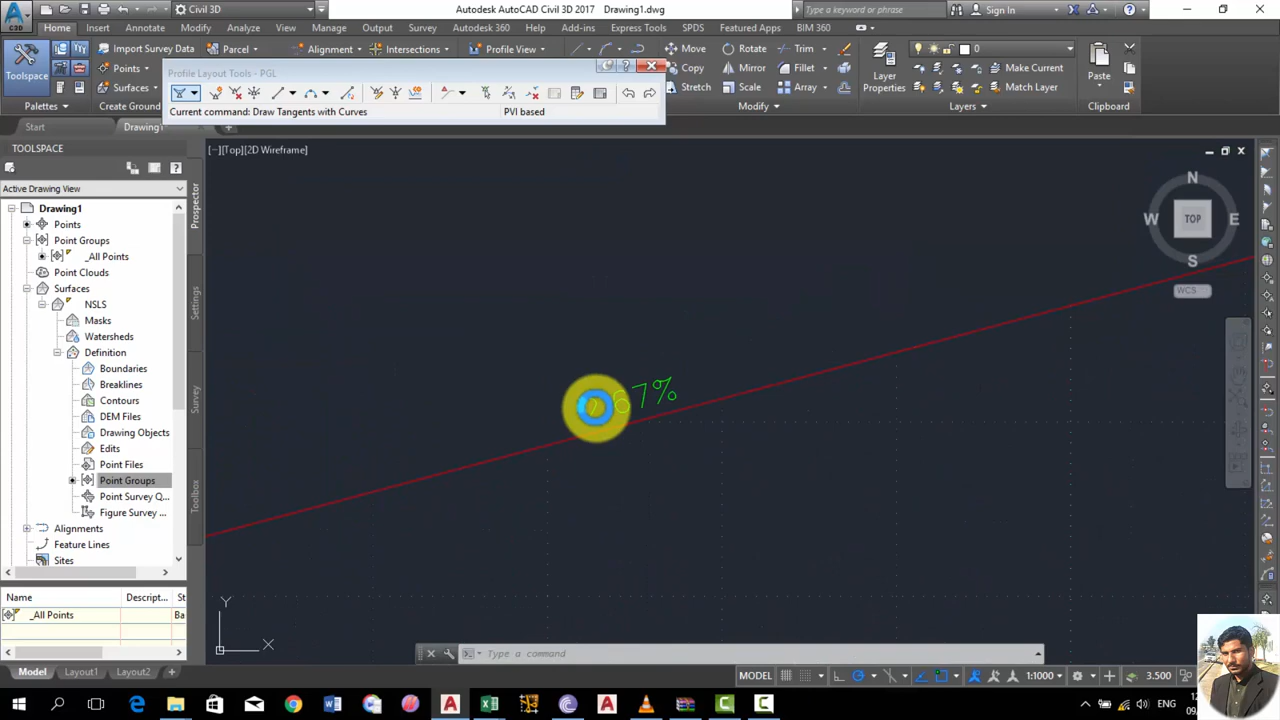 Civil 3D
Autodesk AutoCAD Civil 3D 2017 Drawing1.dwg
Type a keyword or phrase
Sign In
C3D
Home Insert Annotate Modify Analyze View Manage Output Survey Autodesk 360 Help Add-ins Express Tools SPDS Featured Apps BIM 360
Toolspace
Import Survey Data Parcel Alignment Intersections Profile View Move Rotate Trim
Points Copy Mirror Fillet
Surfaces Stretch Scale Array
Layer Properties
0
Make Current
Match Layer
Paste
Palettes Create Ground Modify Layers Clipboard
Profile Layout Tools - PGL
Current command: Draw Tangents with Curves PVI based
Start Drawing1
TOOLSPACE
Active Drawing View
[−][Top][2D Wireframe]
Drawing1
Points
Point Groups
_All Points
Point Clouds
Surfaces
NSLS
Masks
Watersheds
Definition
Boundaries
Breaklines
Contours
DEM Files
Drawing Objects
Edits
Point Files
Point Groups
Point Survey Q...
Figure Survey ...
Alignments
Feature Lines
Sites
Prospector
Settings
Survey
Toolbox
Name Descript... St
_All Points Ba
67%
N
W TOP E
S
WCS
Y
X
Type a command
Model Layout1 Layout2 +
MODEL 1:1000 3.500
ENG